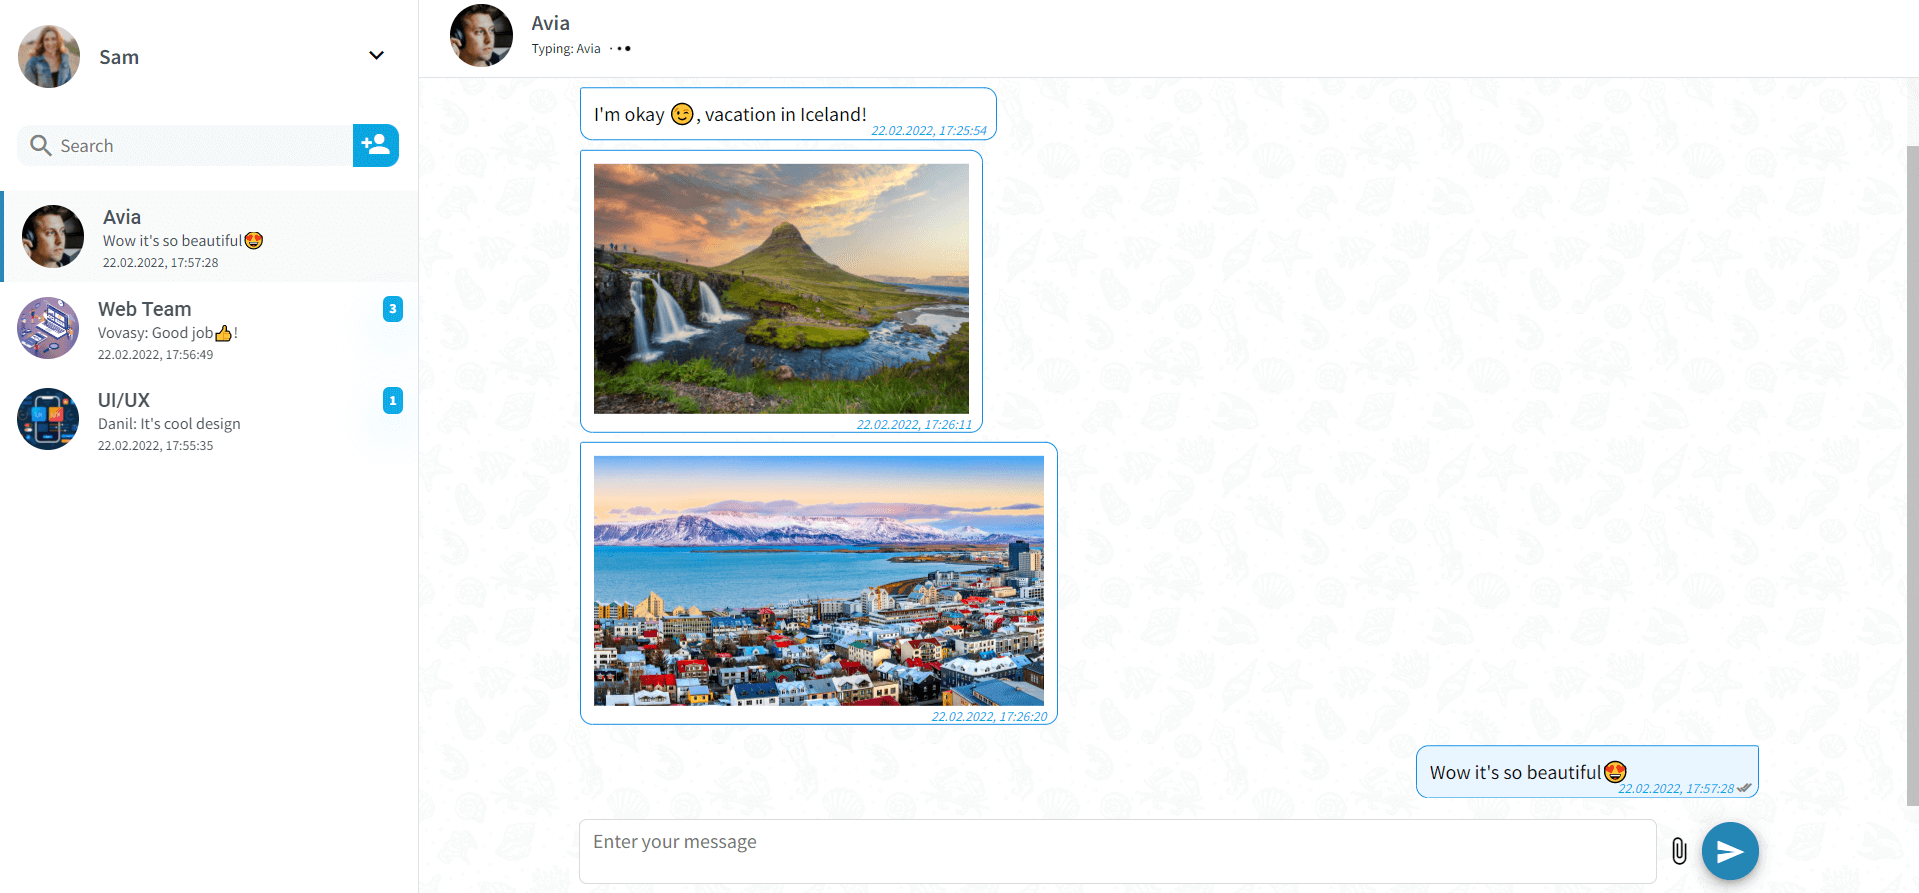 Sam
Search
Avia
Wow it's so beautiful😍
22.02.2022, 17:57:28
Web Team
3
Vovasy: Good job👍!
22.02.2022, 17:56:49
UI/UX
1
Danil: It's cool design
22.02.2022, 17:55:35
Avia
Typing: Avia
I'm okay 😉, vacation in Iceland!
22.02.2022, 17:25:54
22.02.2022, 17:26:11
22.02.2022, 17:26:20
Wow it's so beautiful😍
22.02.2022, 17:57:28
Enter your message